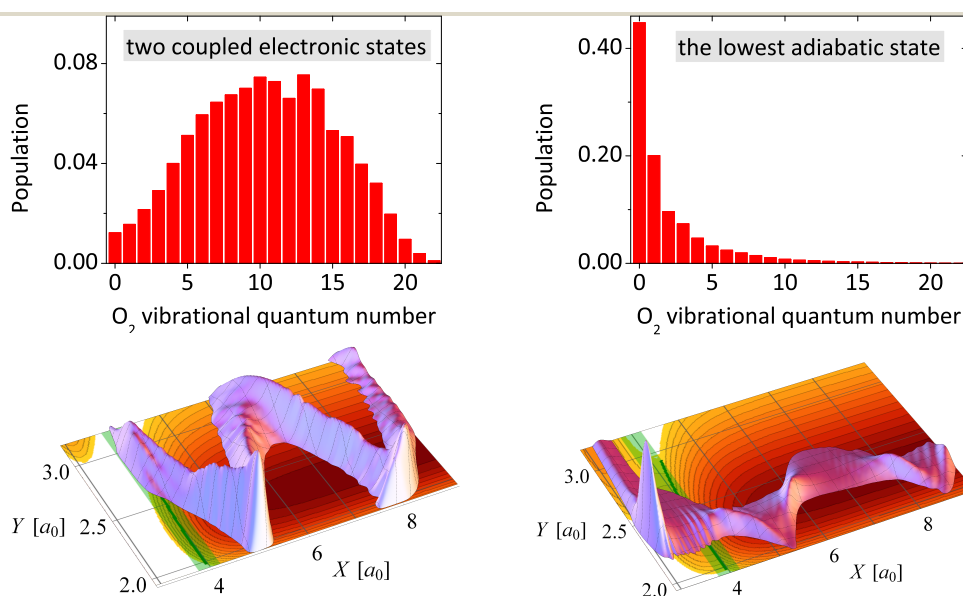 two coupled electronic states
0.08
0.04
0.00
Population
0 5 10 15 20
O2 vibrational quantum number
the lowest adiabatic state
0.40
0.20
0.00
Population
0 5 10 15 20
O2 vibrational quantum number
3.0
2.5
2.0
Y [a0]
4 6 8
X [a0]
3.0
2.5
2.0
Y [a0]
4 6 8
X [a0]